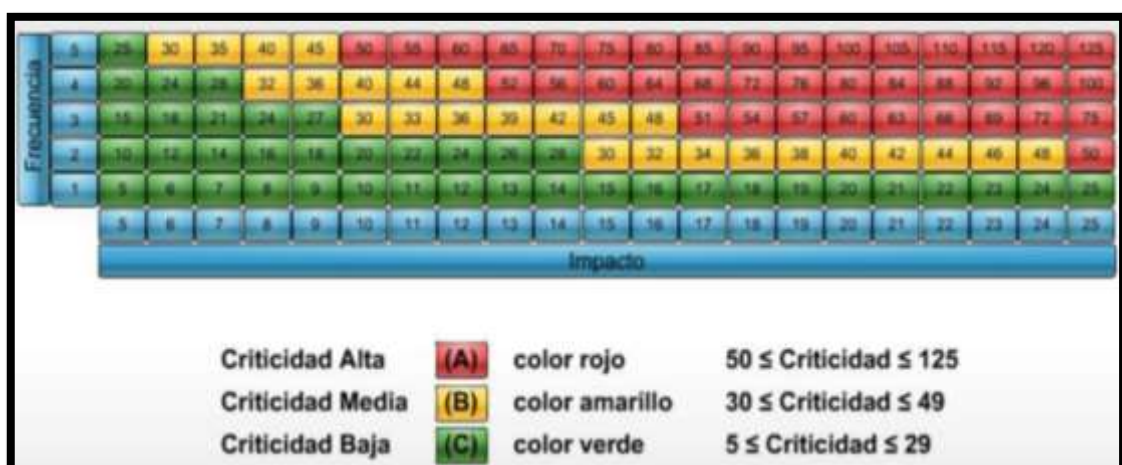 Frecuencia
5 25 30 35 40 45 50 55 60 65 70 75 80 85 90 95 100 105 110 115 120 125
4 20 24 28 32 36 40 44 48 52 56 60 64 68 72 76 80 84 88 92 96 100
3 15 18 21 24 27 30 33 36 39 42 45 48 51 54 57 60 63 66 69 72 75
2 10 12 14 16 18 20 22 24 26 28 30 32 34 36 38 40 42 44 46 48 50
1 5 6 7 8 9 10 11 12 13 14 15 16 17 18 19 20 21 22 23 24 25
5 6 7 8 9 10 11 12 13 14 15 16 17 18 19 20 21 22 23 24 25
Impacto
Criticidad Alta (A) color rojo 50 ≤ Criticidad ≤ 125
Criticidad Media (B) color amarillo 30 ≤ Criticidad ≤ 49
Criticidad Baja (C) color verde 5 ≤ Criticidad ≤ 29